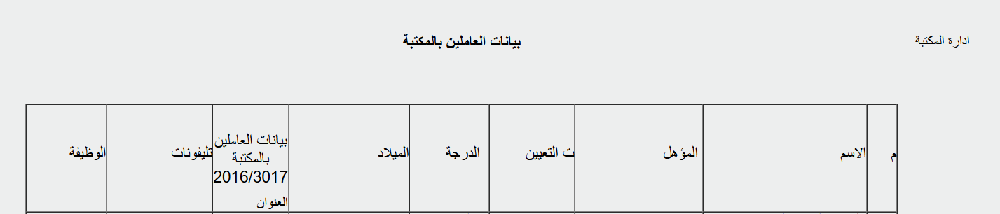 ادارة المكتبة
بيانات العاملين بالمكتبة
م
الاسم
المؤهل
ت التعيين
الدرجة
الميلاد
بيانات العاملين
بالمكتبة
2016/3017
العنوان
تليفونات
الوظيفة